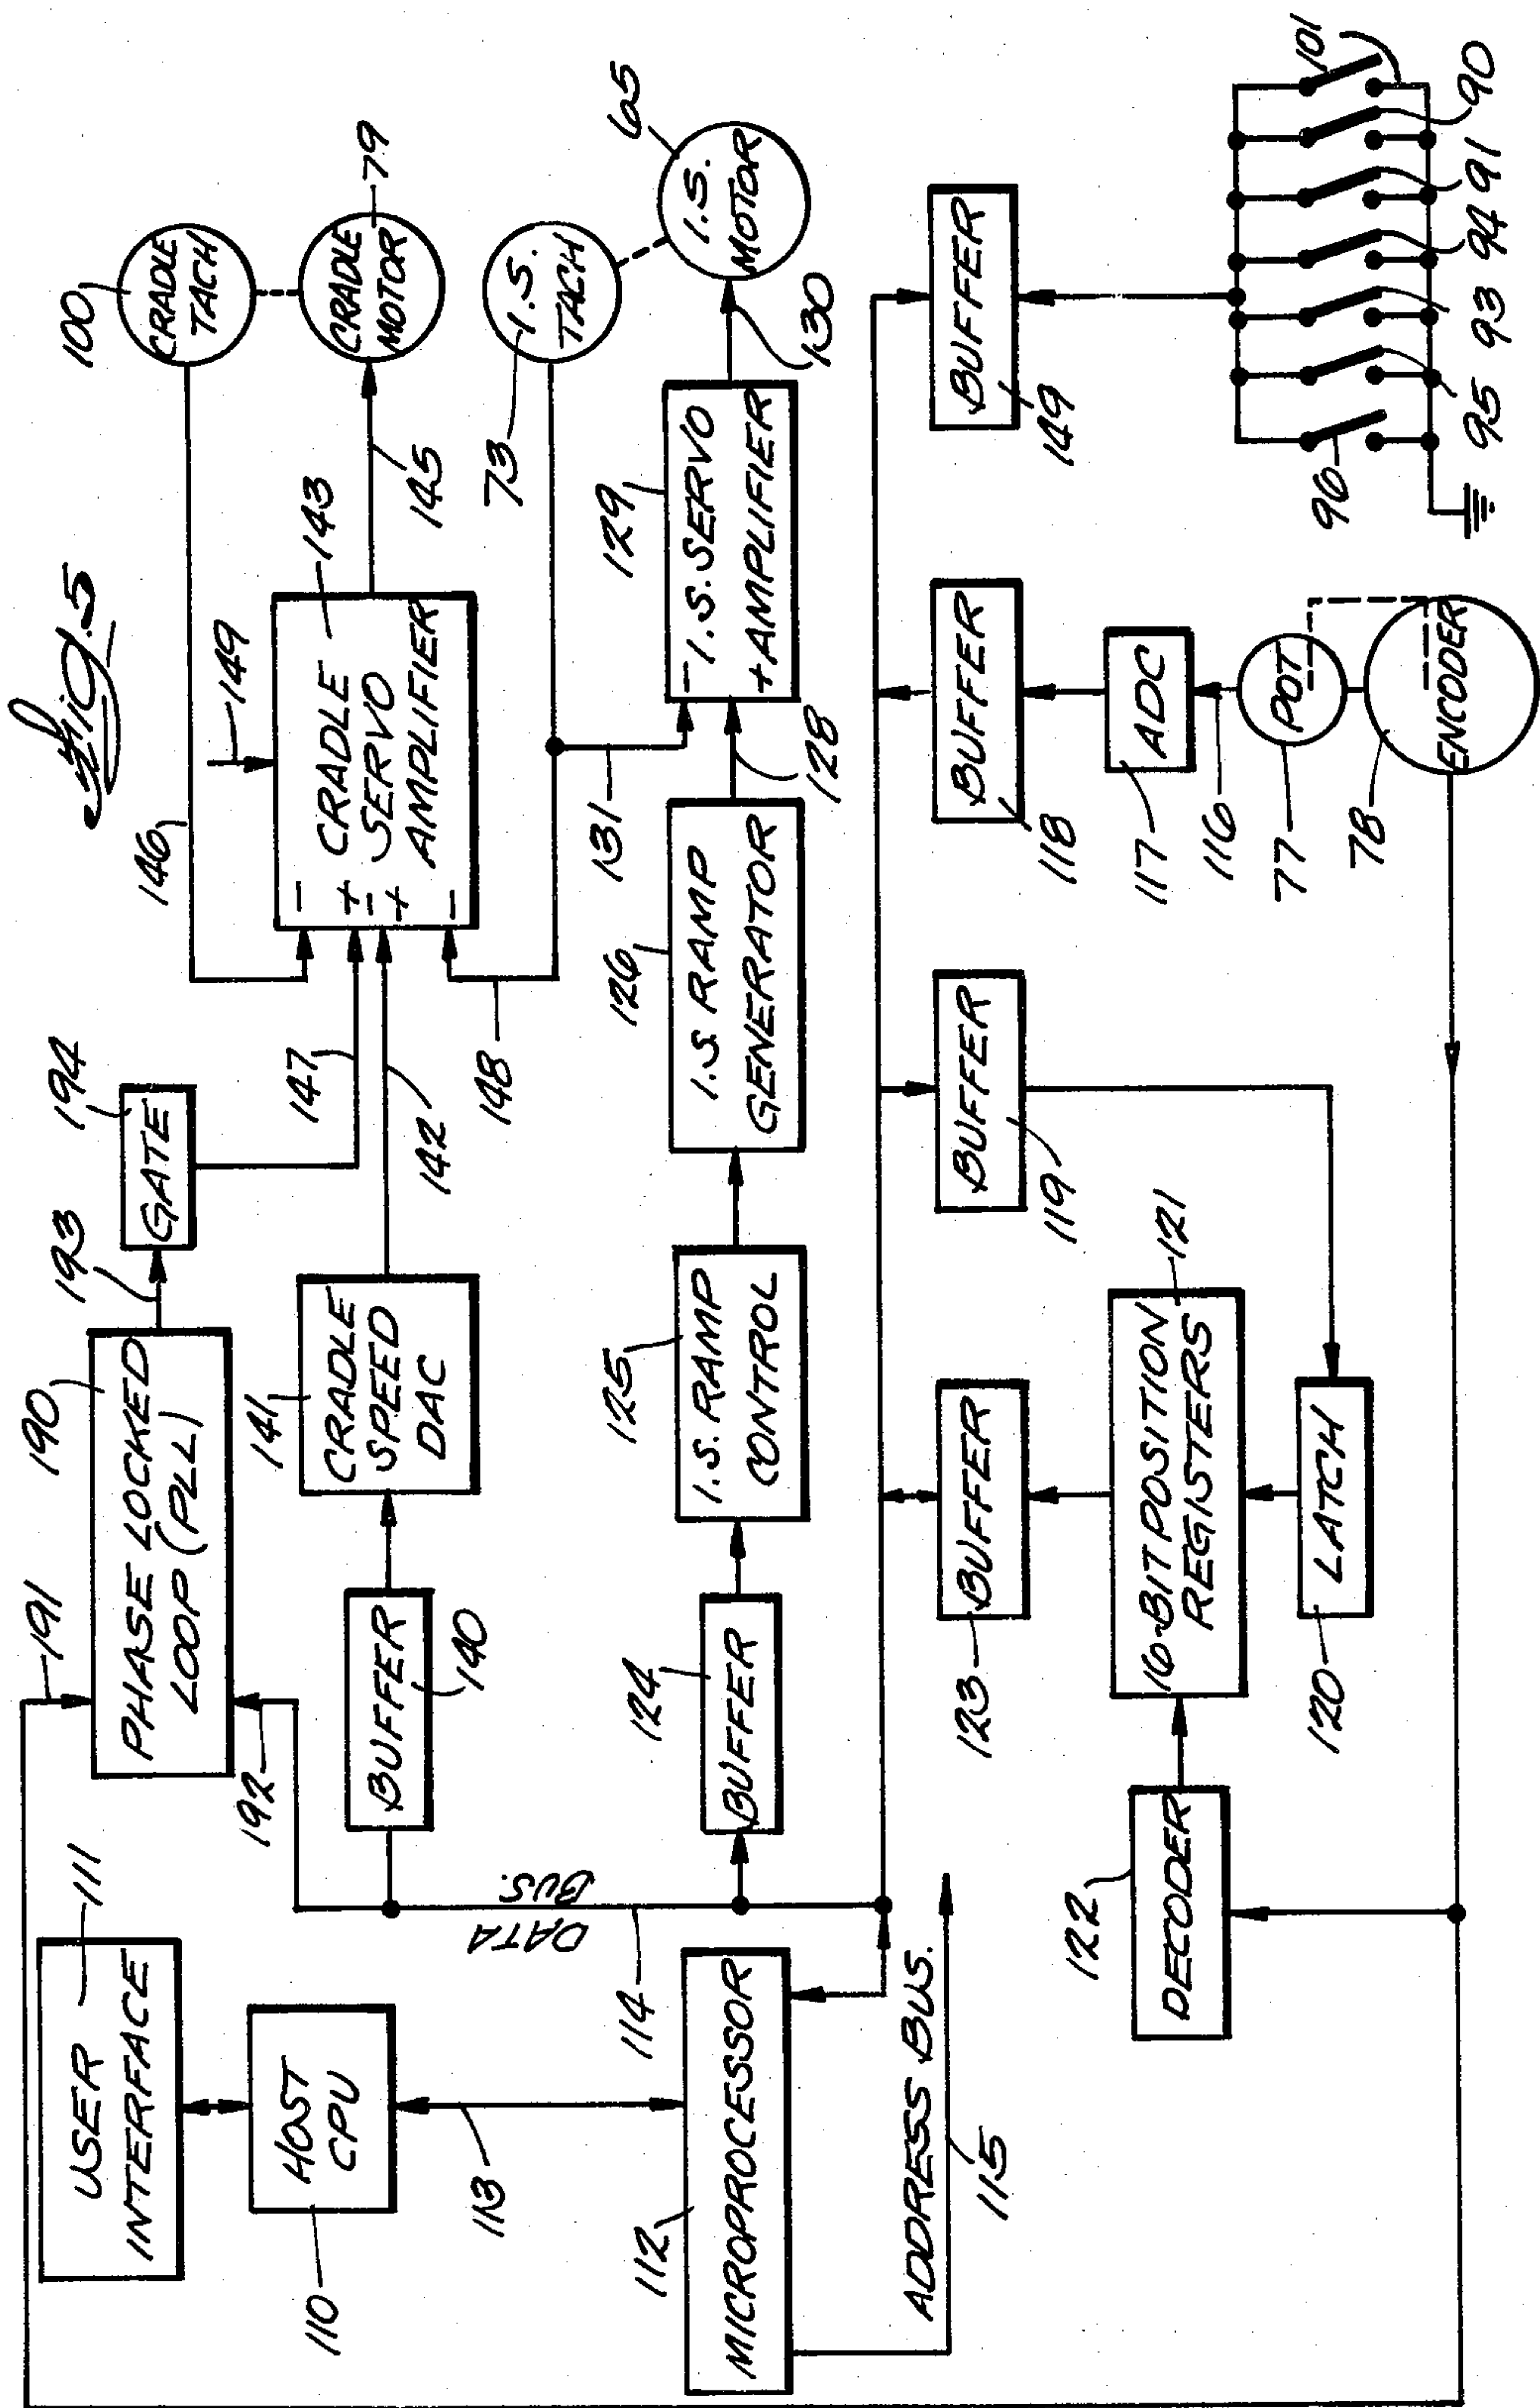 Fig. 5
USER
INTERFACE
111
HOST
CPU
110
113
MICROPROCESSOR
112
ADDRESS BUS.
115
DATA
BUS.
114
191
190
PHASE LOCKED
LOOP (PLL)
192
193
194
GATE
BUFFER
140
141
CRADLE
SPEED
DAC
142
147
148
146
149
143
CRADLE
SERVO
AMPLIFIER
-
+
-
+
-
145
100
CRADLE
TACH
CRADLE
MOTOR
79
73
I.S.
TACH
65
I.S.
MOTOR
124
BUFFER
125
I.S. RAMP
CONTROL
126
I.S. RAMP
GENERATOR
128
131
129
- I.S. SERVO
+ AMPLIFIER
130
122
DECODER
123
BUFFER
16-BIT POSITION
REGISTERS
121
120
LATCH
BUFFER
119
BUFFER
118
117
ADC
116
77
POT
78
ENCODER
BUFFER
149
96
95
93
94
91
90
101